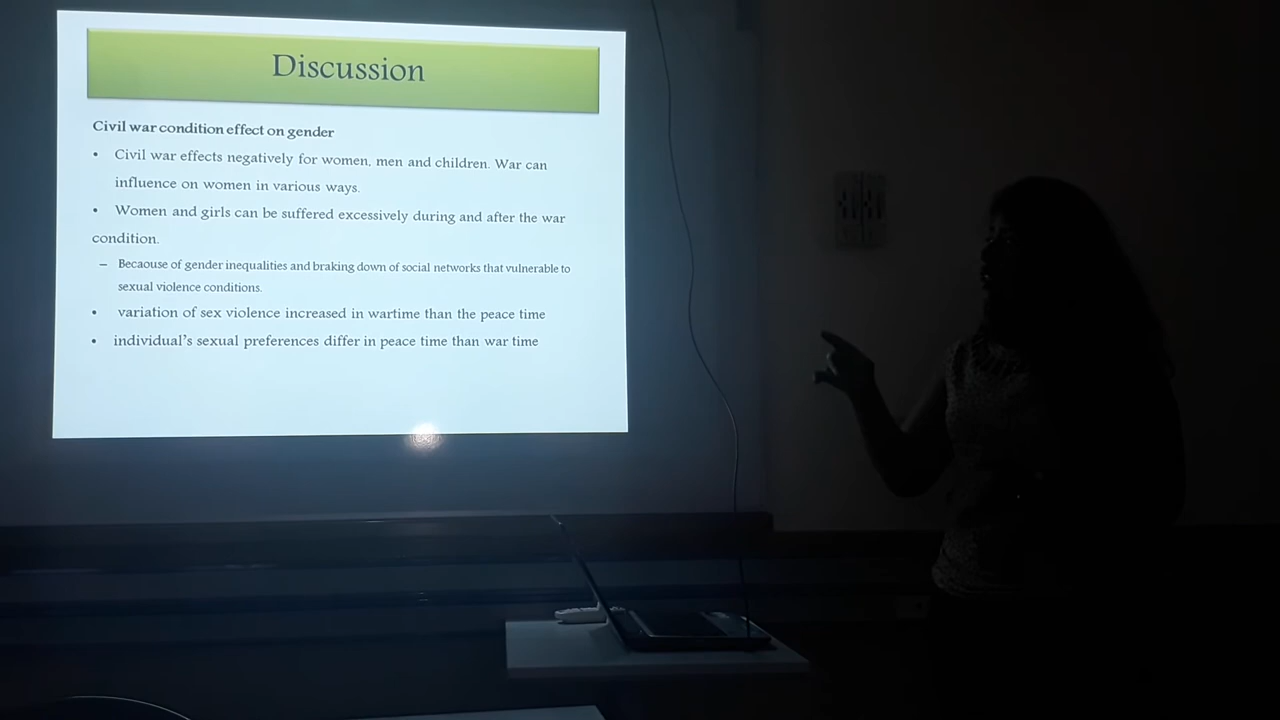 Discussion
Civil war condition effect on gender
• Civil war effects negatively for women, men and children. War can
influence on women in various ways.
• Women and girls can be suffered excessively during and after the war
condition.
– Becaouse of gender inequalities and braking down of social networks that vulnerable to
sexual violence conditions.
• variation of sex violence increased in wartime than the peace time
• individual's sexual preferences differ in peace time than war time